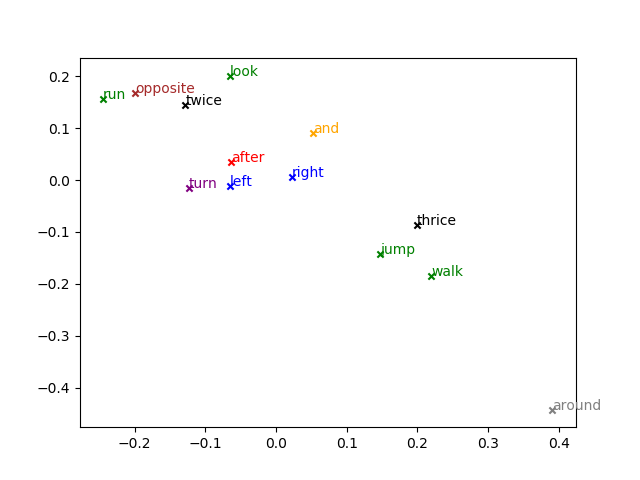 look
0.2
run
opposite
twice
0.1
and
after
0.0
turn
left
right
−0.1
thrice
jump
−0.2
walk
−0.3
−0.4
around
−0.2 −0.1 0.0 0.1 0.2 0.3 0.4